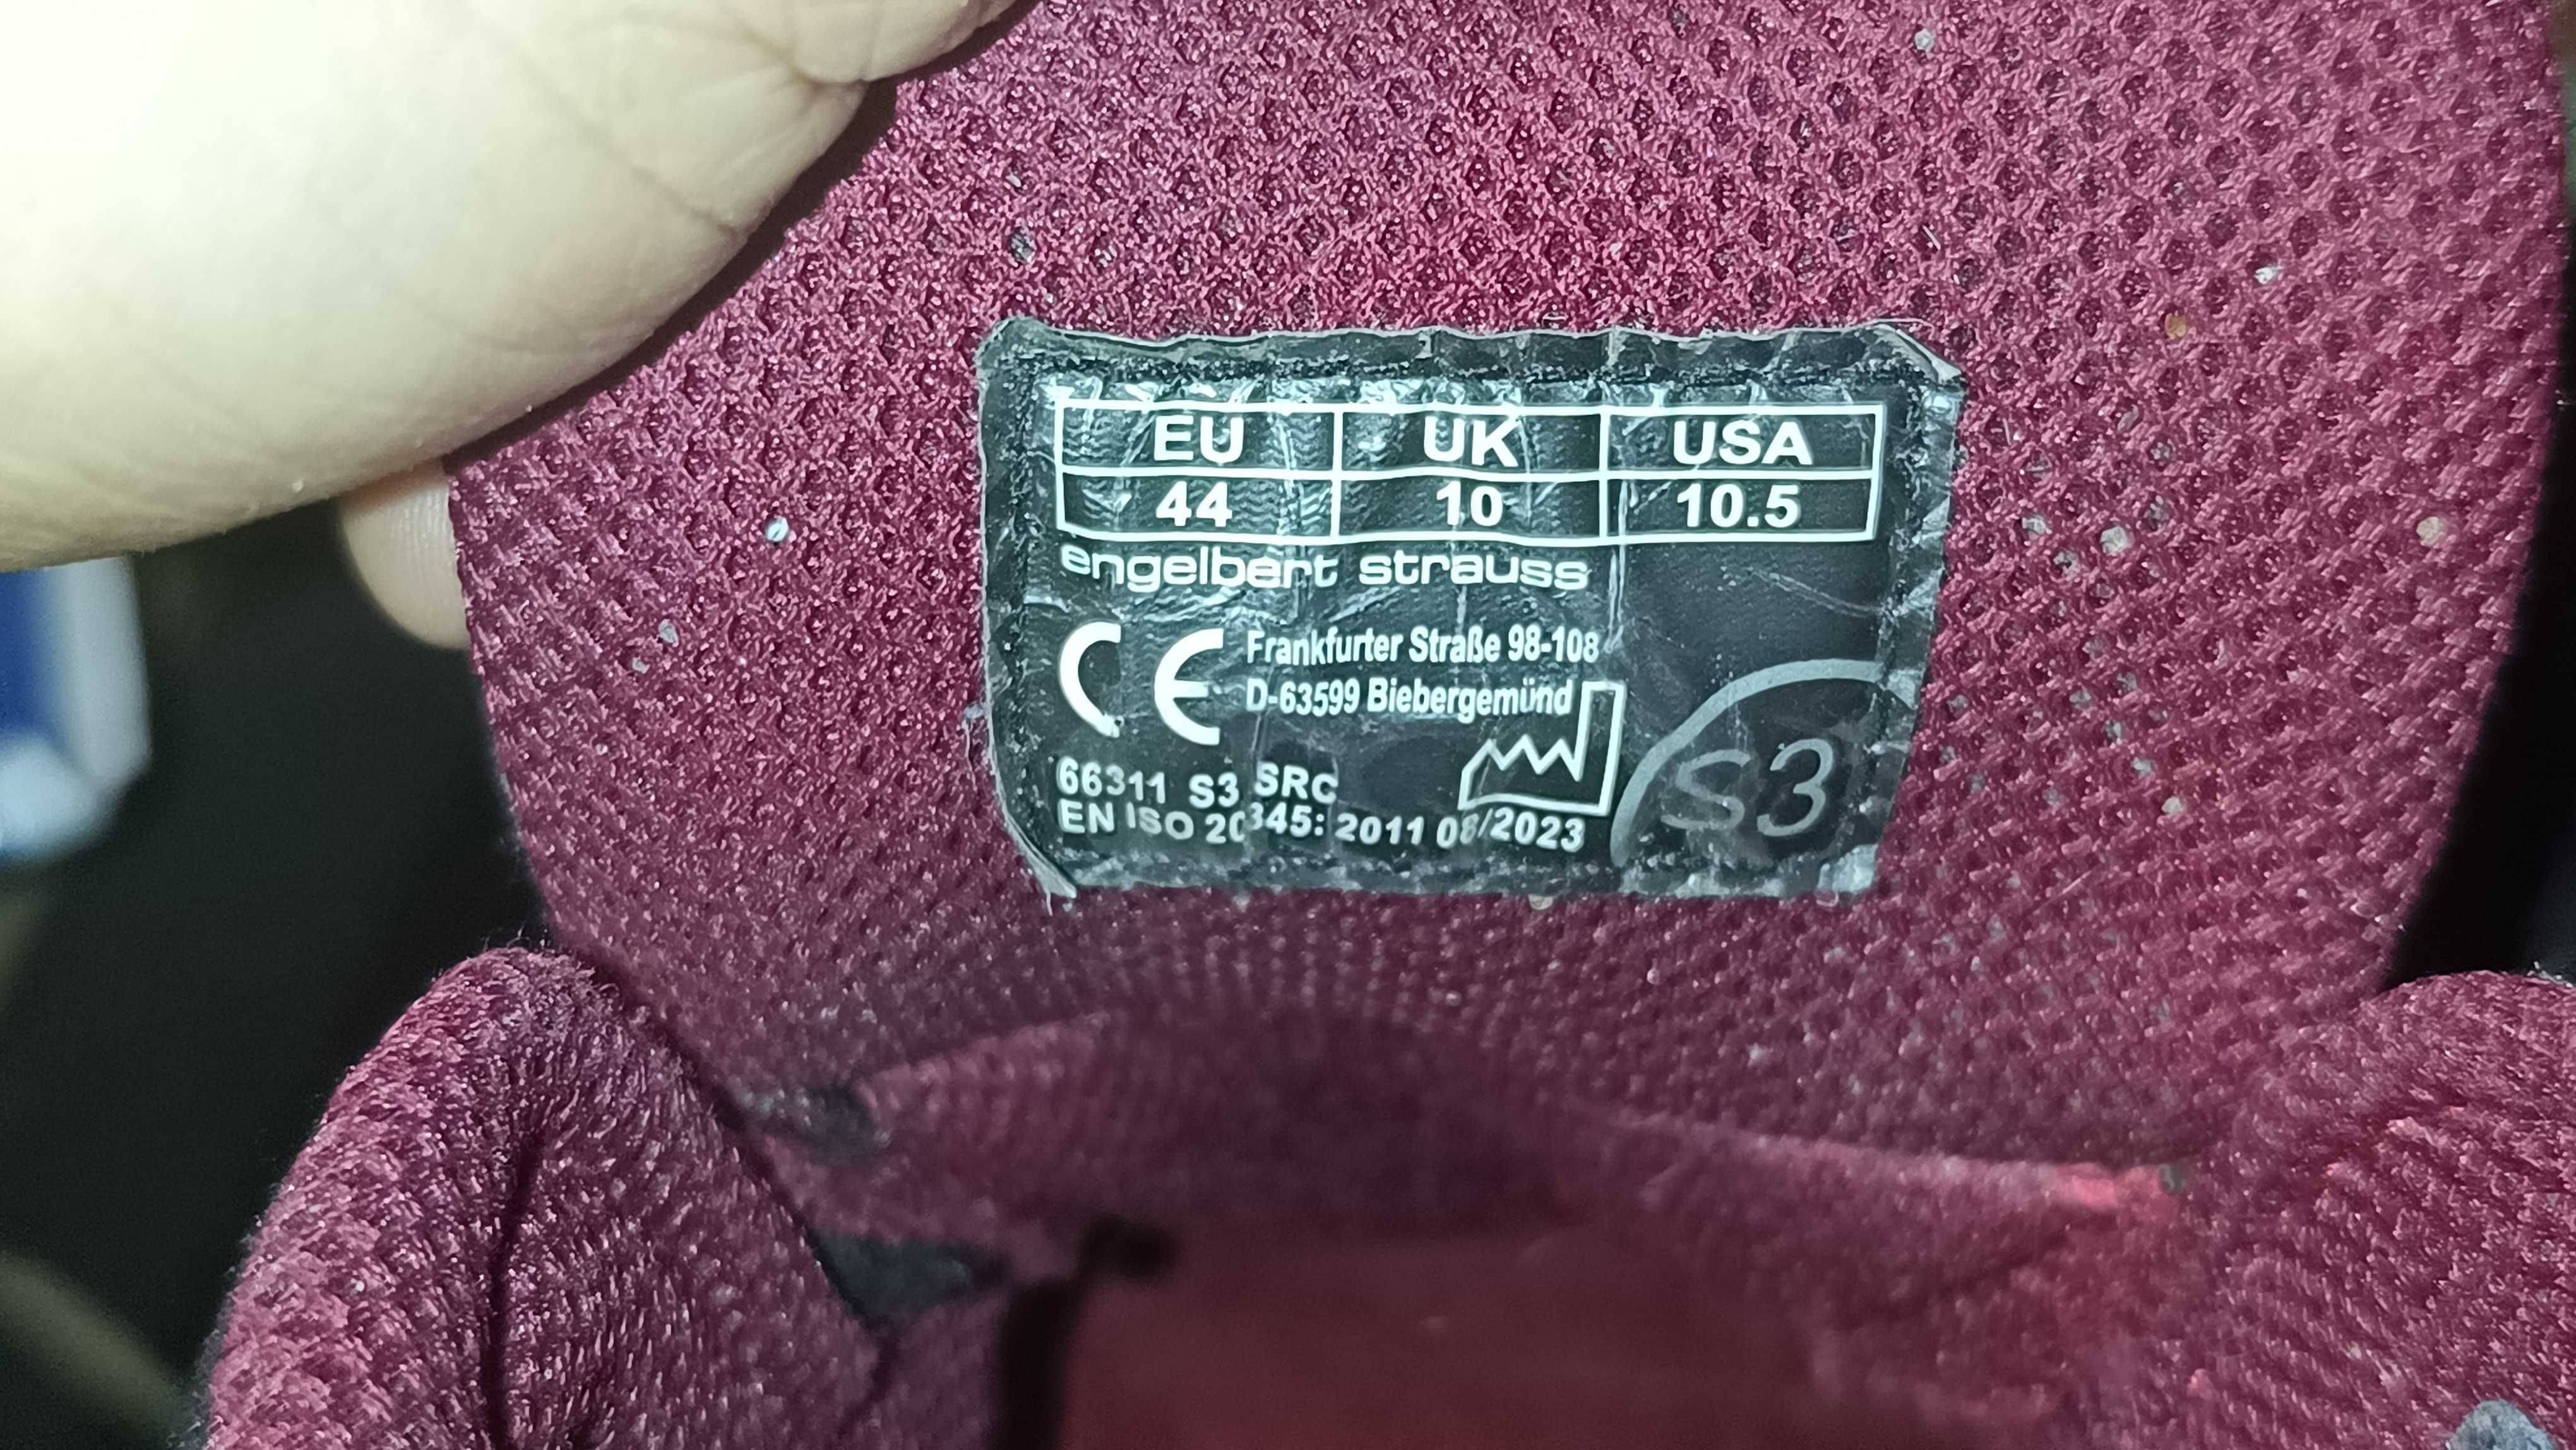 EU UK USA
44 10 10.5
engelbert strauss
CE Frankfurter Straße 98-108
D-63599 Biebergemünd
66311 S3 SRC
EN ISO 20345: 2011 08/2023
S3